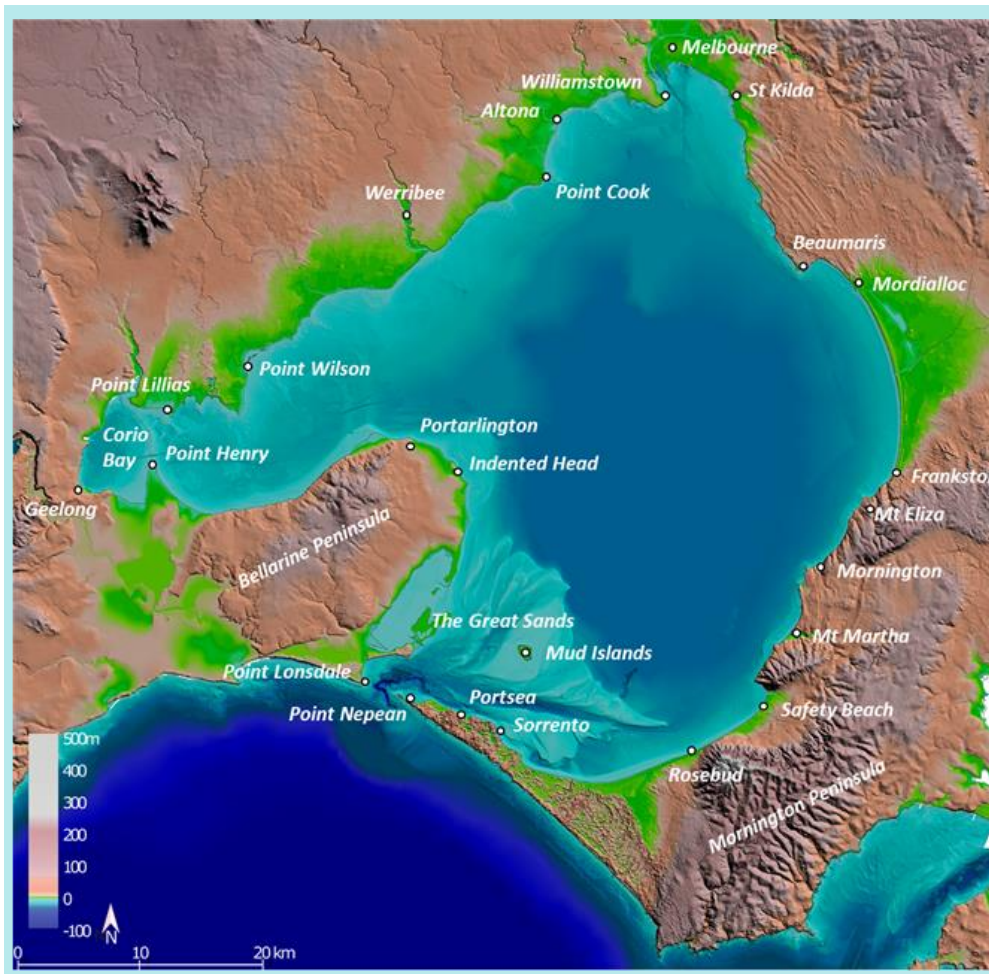 Melbourne
Williamstown
St Kilda
Altona
Point Cook
Werribee
Beaumaris
Mordialloc
Point Wilson
Point Lillias
Portarlington
Corio
Bay
Point Henry
Indented Head
Frankston
Geelong
Mt Eliza
Bellarine Peninsula
Mornington
The Great Sands
Mt Martha
Mud Islands
Point Lonsdale
Point Nepean
Portsea
Safety Beach
Sorrento
Rosebud
Mornington Peninsula
500m
400
300
200
100
0
-100
N
0 10 20 km